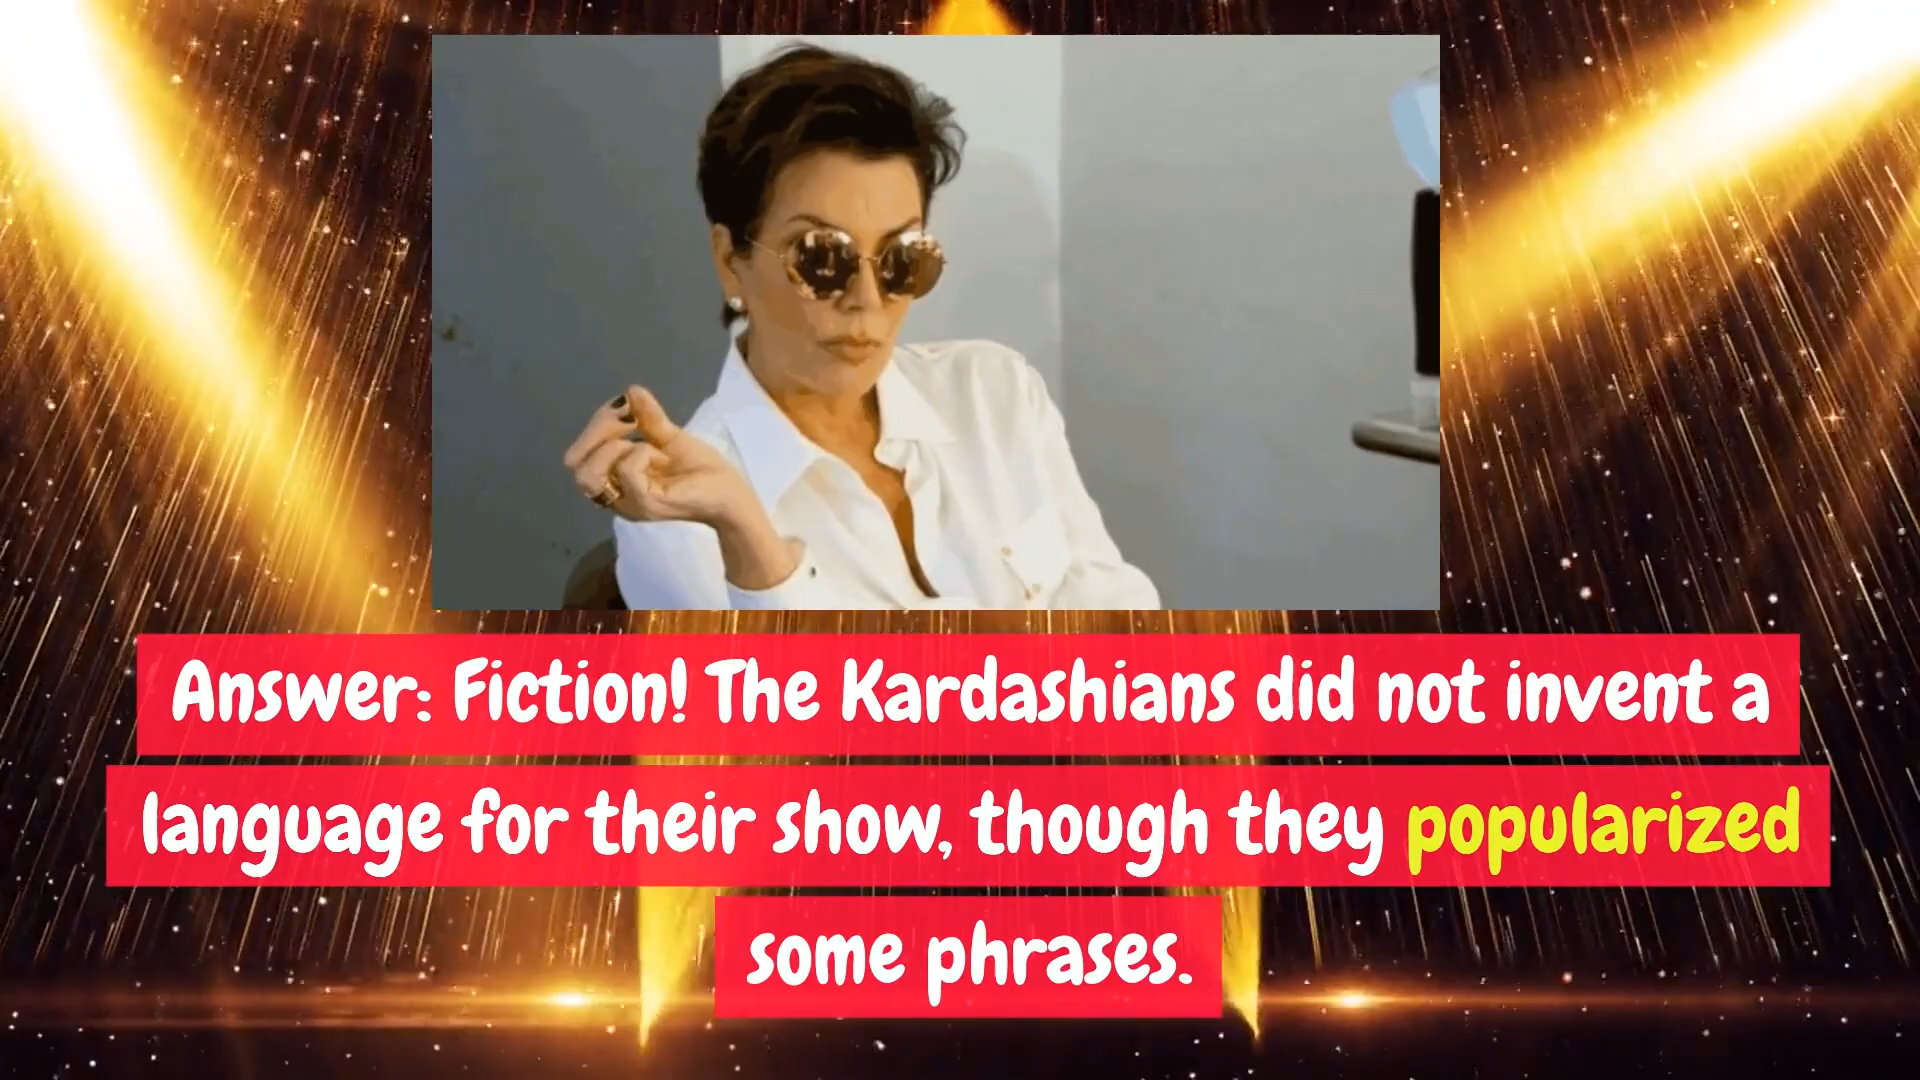 Answer: Fiction! The Kardashians did not invent a
language for their show, though they popularized
some phrases.